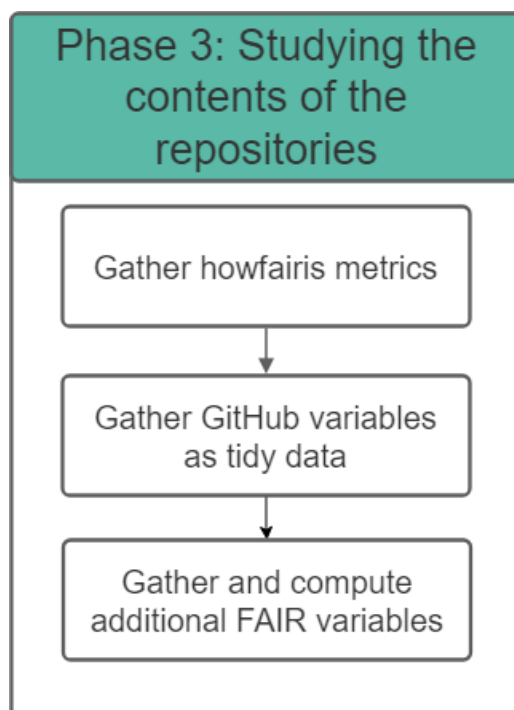 Phase 3: Studying the
contents of the
repositories
Gather howfairis metrics
Gather GitHub variables
as tidy data
Gather and compute
additional FAIR variables